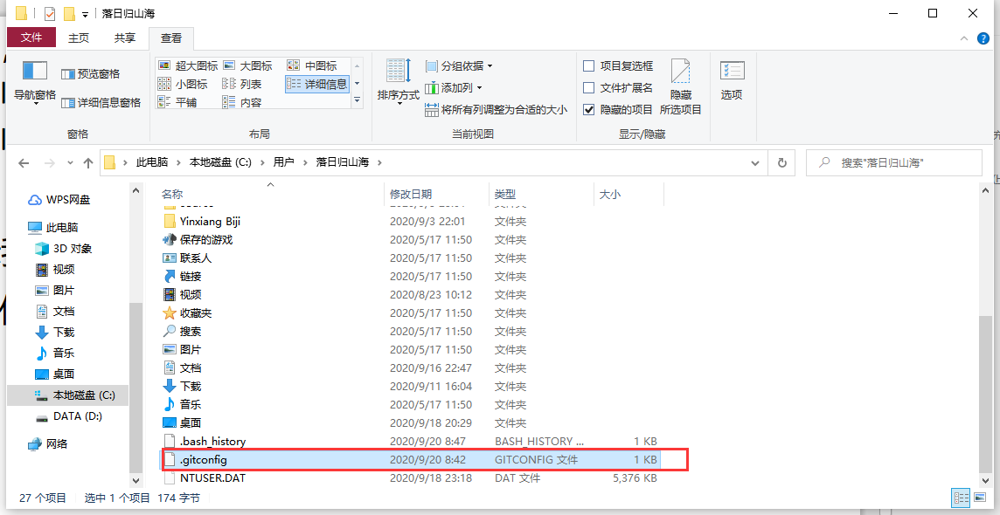 落日归山海
文件 主页 共享 查看
导航窗格 预览窗格 详细信息窗格
窗格
超大图标 大图标 中图标
小图标 列表 详细信息
平铺 内容
布局
排序方式 分组依据
添加列
将所有列调整为合适的大小
当前视图
项目复选框
文件扩展名
隐藏的项目
隐藏
所选项目
显示/隐藏
选项
此电脑 本地磁盘 (C:) 用户 落日归山海
搜索"落日归山海"
WPS网盘
此电脑
3D 对象
视频
图片
文档
下载
音乐
桌面
本地磁盘 (C:)
DATA (D:)
网络
名称 修改日期 类型 大小
Yinxiang Biji 2020/9/3 22:01 文件夹
保存的游戏 2020/5/17 11:50 文件夹
联系人 2020/5/17 11:50 文件夹
链接 2020/5/17 11:50 文件夹
视频 2020/8/23 10:12 文件夹
收藏夹 2020/5/17 11:50 文件夹
搜索 2020/5/17 11:50 文件夹
图片 2020/5/17 11:50 文件夹
文档 2020/9/16 22:47 文件夹
下载 2020/9/11 16:04 文件夹
音乐 2020/5/17 11:50 文件夹
桌面 2020/9/18 20:29 文件夹
.bash_history 2020/9/20 8:47 BASH_HISTORY ... 1 KB
.gitconfig 2020/9/20 8:42 GITCONFIG 文件 1 KB
NTUSER.DAT 2020/9/18 23:18 DAT 文件 5,376 KB
27 个项目 选中 1 个项目 174 字节